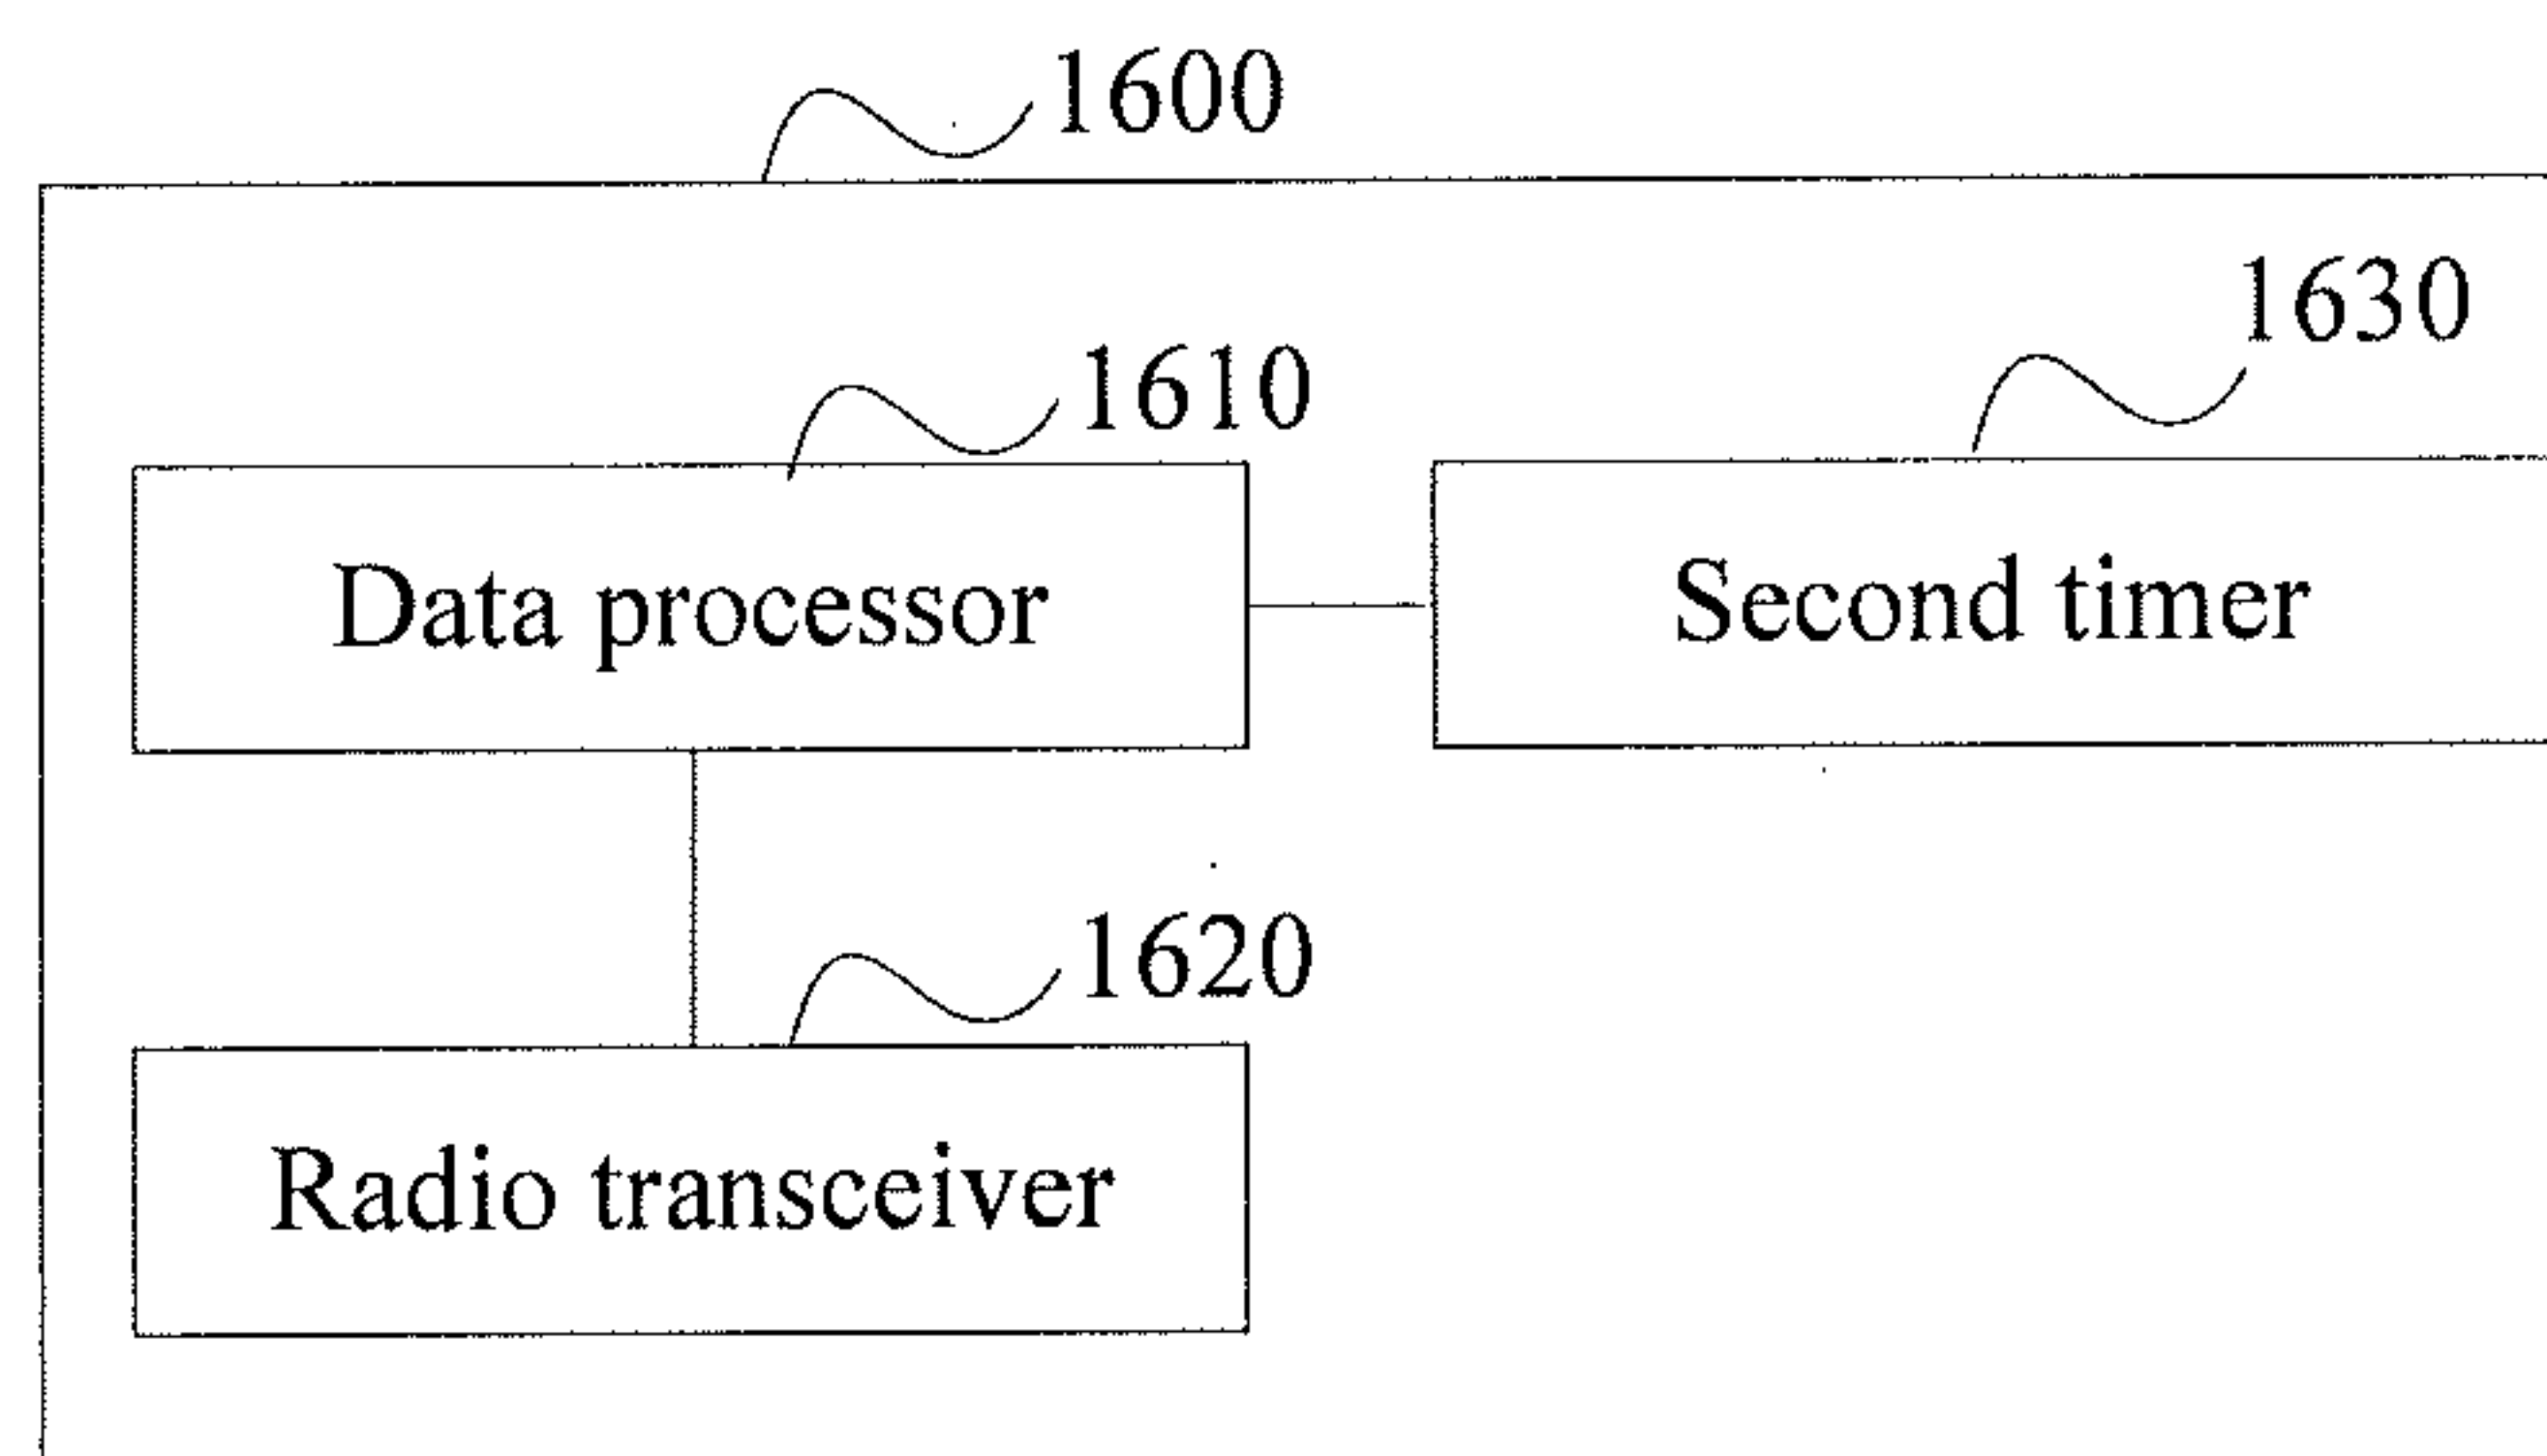 1600
1630
1610
Data processor
Second timer
1620
Radio transceiver